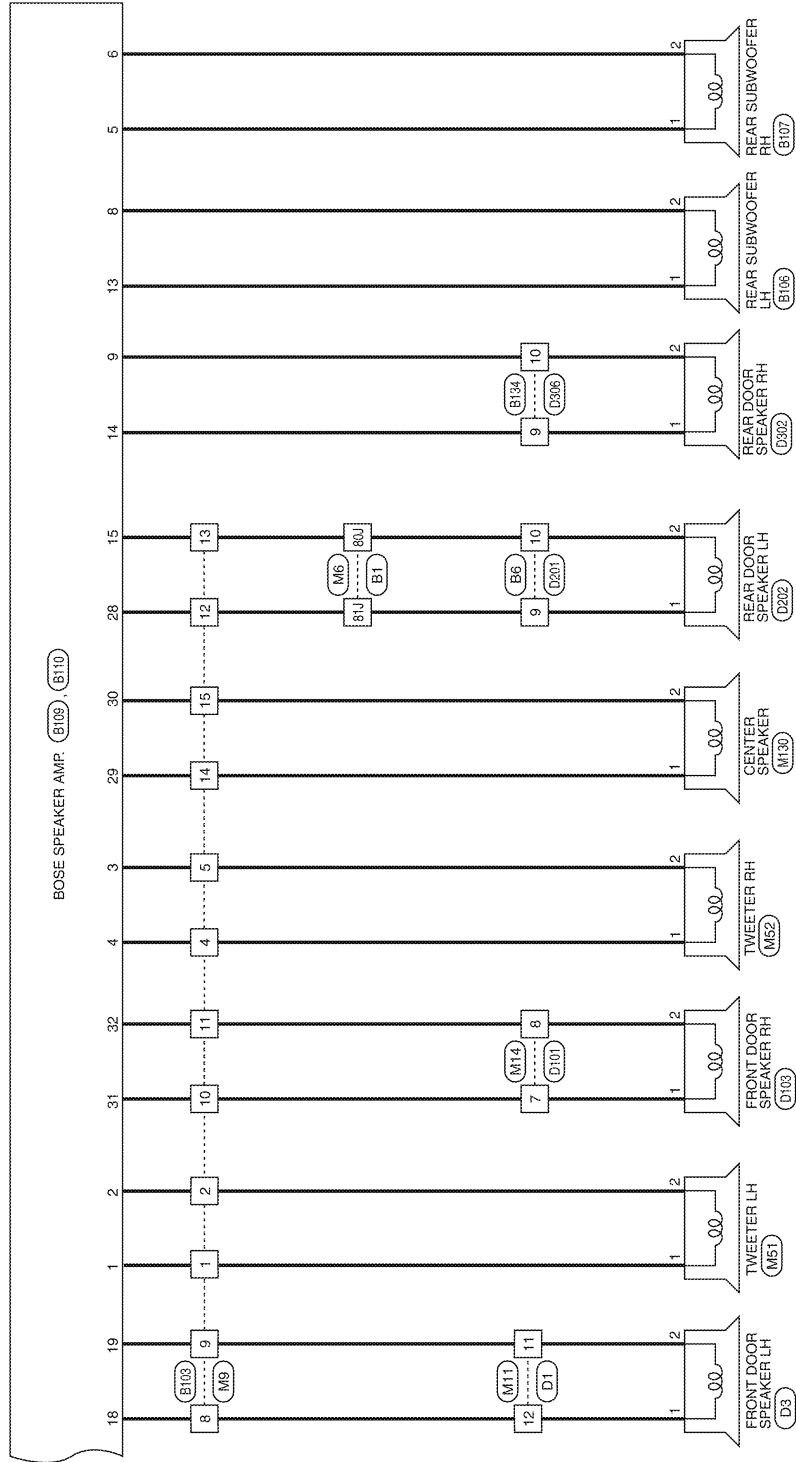 BOSE SPEAKER AMP. B109 , B110
18 19 1 2 31 32 4 3 29 30 28 15 14 9 13 8 5 6
B103
8 9 1 2 10 11 4 5 14 15 12 13
M9
M6
81J 80J
B1
M11
12 11
D1
M14
7 8
D101
B6
9 10
D201
B134
9 10
D306
1 2 1 2 1 2 1 2 1 2 1 2 1 2 1 2 1 2
FRONT DOOR
SPEAKER LH
D3
TWEETER LH
M51
FRONT DOOR
SPEAKER RH
D103
TWEETER RH
M52
CENTER
SPEAKER
M130
REAR DOOR
SPEAKER LH
D202
REAR DOOR
SPEAKER RH
D302
REAR SUBWOOFER
LH
B106
REAR SUBWOOFER
RH
B107